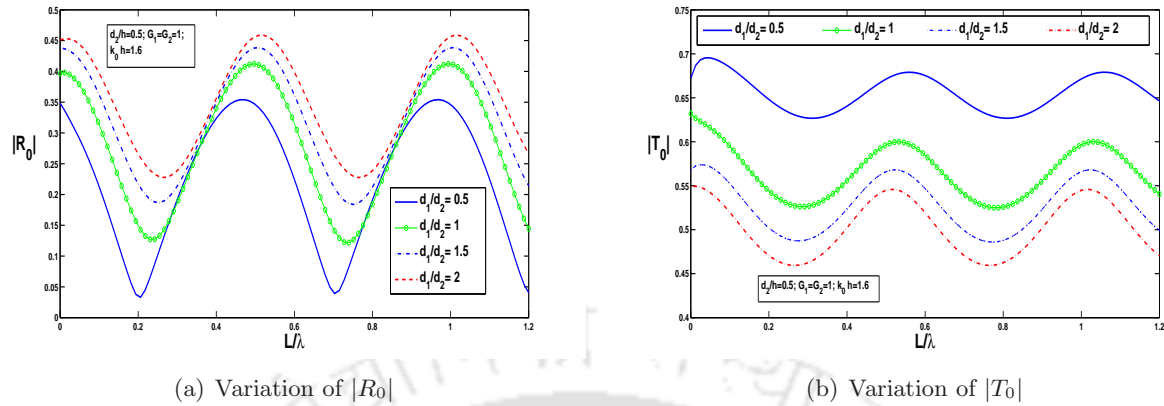 0.5
0.45
0.4
0.35
0.3
0.25
0.2
0.15
0.1
0.05
0
|R₀|
d₂/h=0.5; G₁=G₂=1;
k₀ h=1.6
d₁/d₂= 0.5
d₁/d₂= 1
d₁/d₂= 1.5
d₁/d₂= 2
0 0.2 0.4 0.6 0.8 1 1.2
L/λ
(a) Variation of |R₀|
0.75
0.7
0.65
0.6
0.55
0.5
0.45
0.4
|T₀|
d₁/d₂= 0.5 d₁/d₂= 1 d₁/d₂= 1.5 d₁/d₂= 2
d₂/h=0.5; G₁=G₂=1; k₀ h=1.6
0 0.2 0.4 0.6 0.8 1 1.2
L/λ
(b) Variation of |T₀|